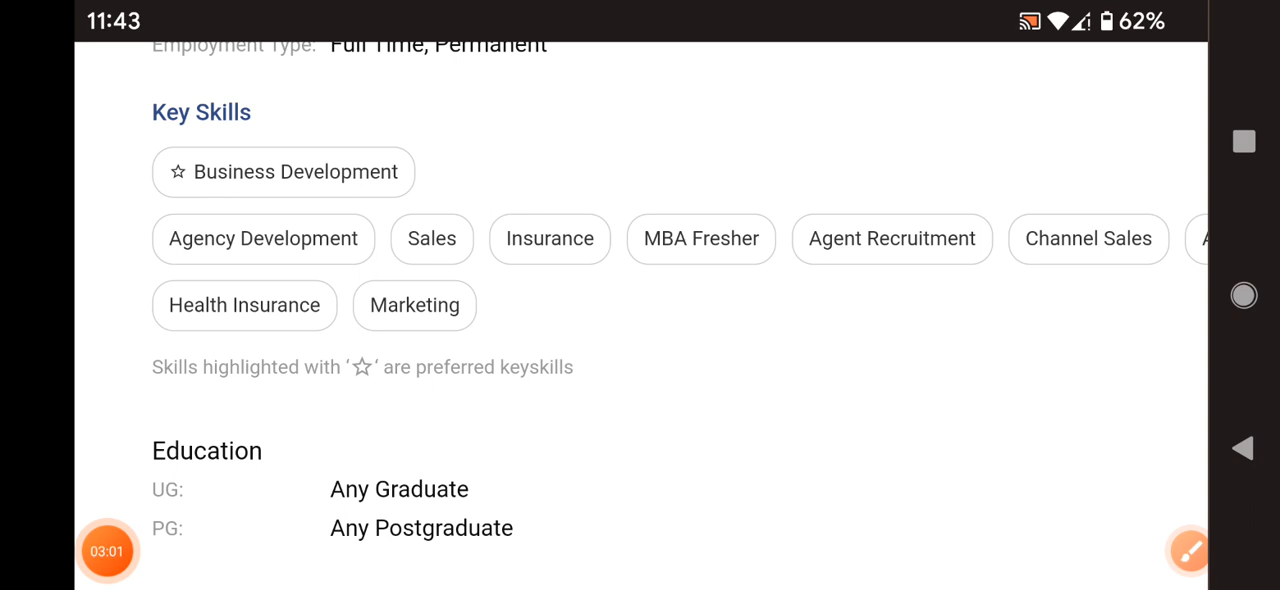 11:43 62%
Employment Type: Full Time, Permanent
Key Skills
☆ Business Development
Agency Development Sales Insurance MBA Fresher Agent Recruitment Channel Sales
Health Insurance Marketing
Skills highlighted with ‘☆‘ are preferred keyskills
Education
UG: Any Graduate
PG: Any Postgraduate
03:01